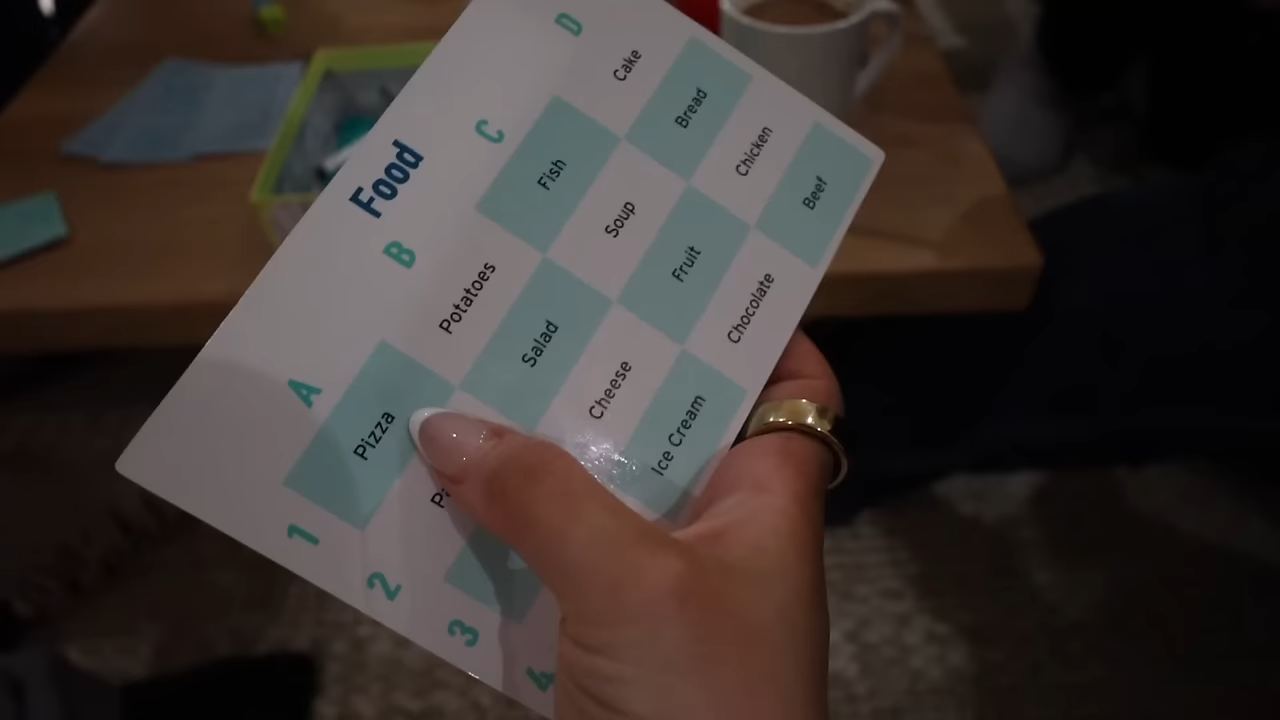 Food
A B C D
1 Pizza Potatoes Fish Cake
2 Salad Soup Bread
3 Cheese Fruit Chicken
4 Ice Cream Chocolate Beef